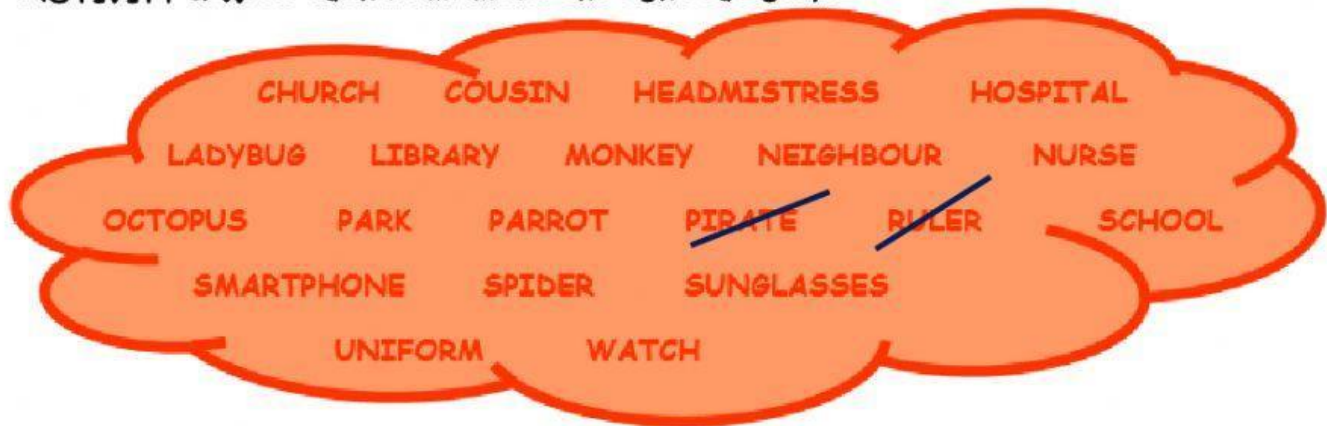 CHURCH COUSIN HEADMISTRESS HOSPITAL
LADYBUG LIBRARY MONKEY NEIGHBOUR NURSE
OCTOPUS PARK PARROT PIRATE RULER SCHOOL
SMARTPHONE SPIDER SUNGLASSES
UNIFORM WATCH